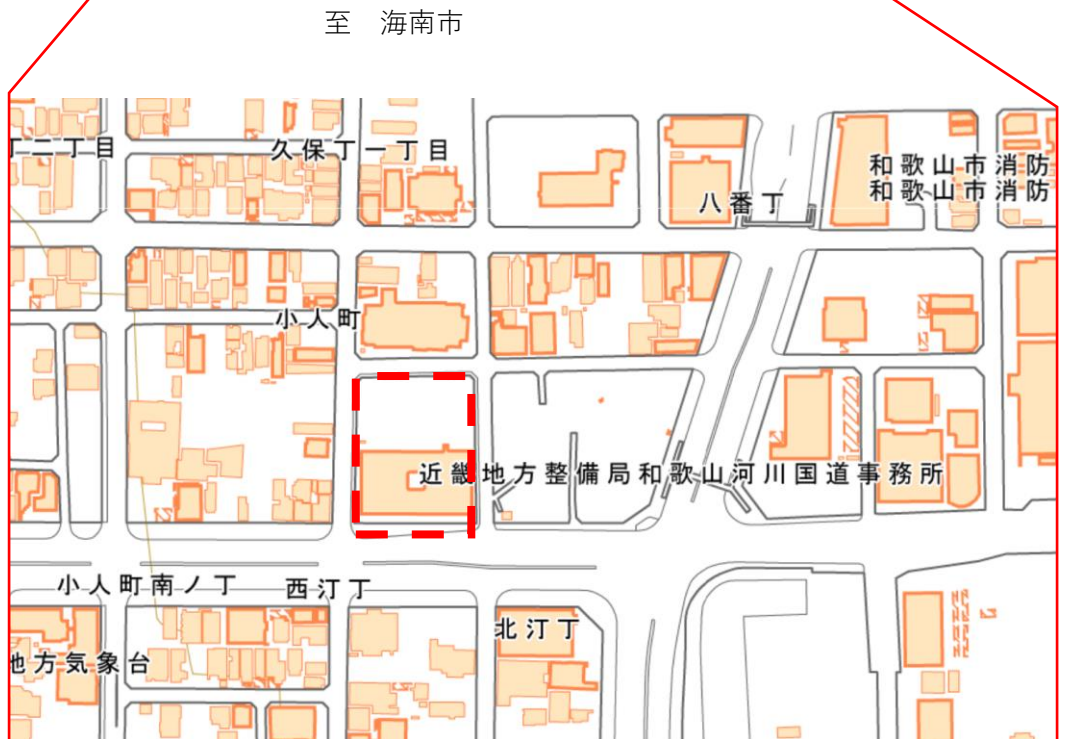 至　海南市
丁二丁目
久保丁一丁目
和歌山市消防
和歌山市消防
八番丁
小人町
近畿地方整備局和歌山河川国道事務所
小人町南ノ丁
西汀丁
北汀丁
地方気象台